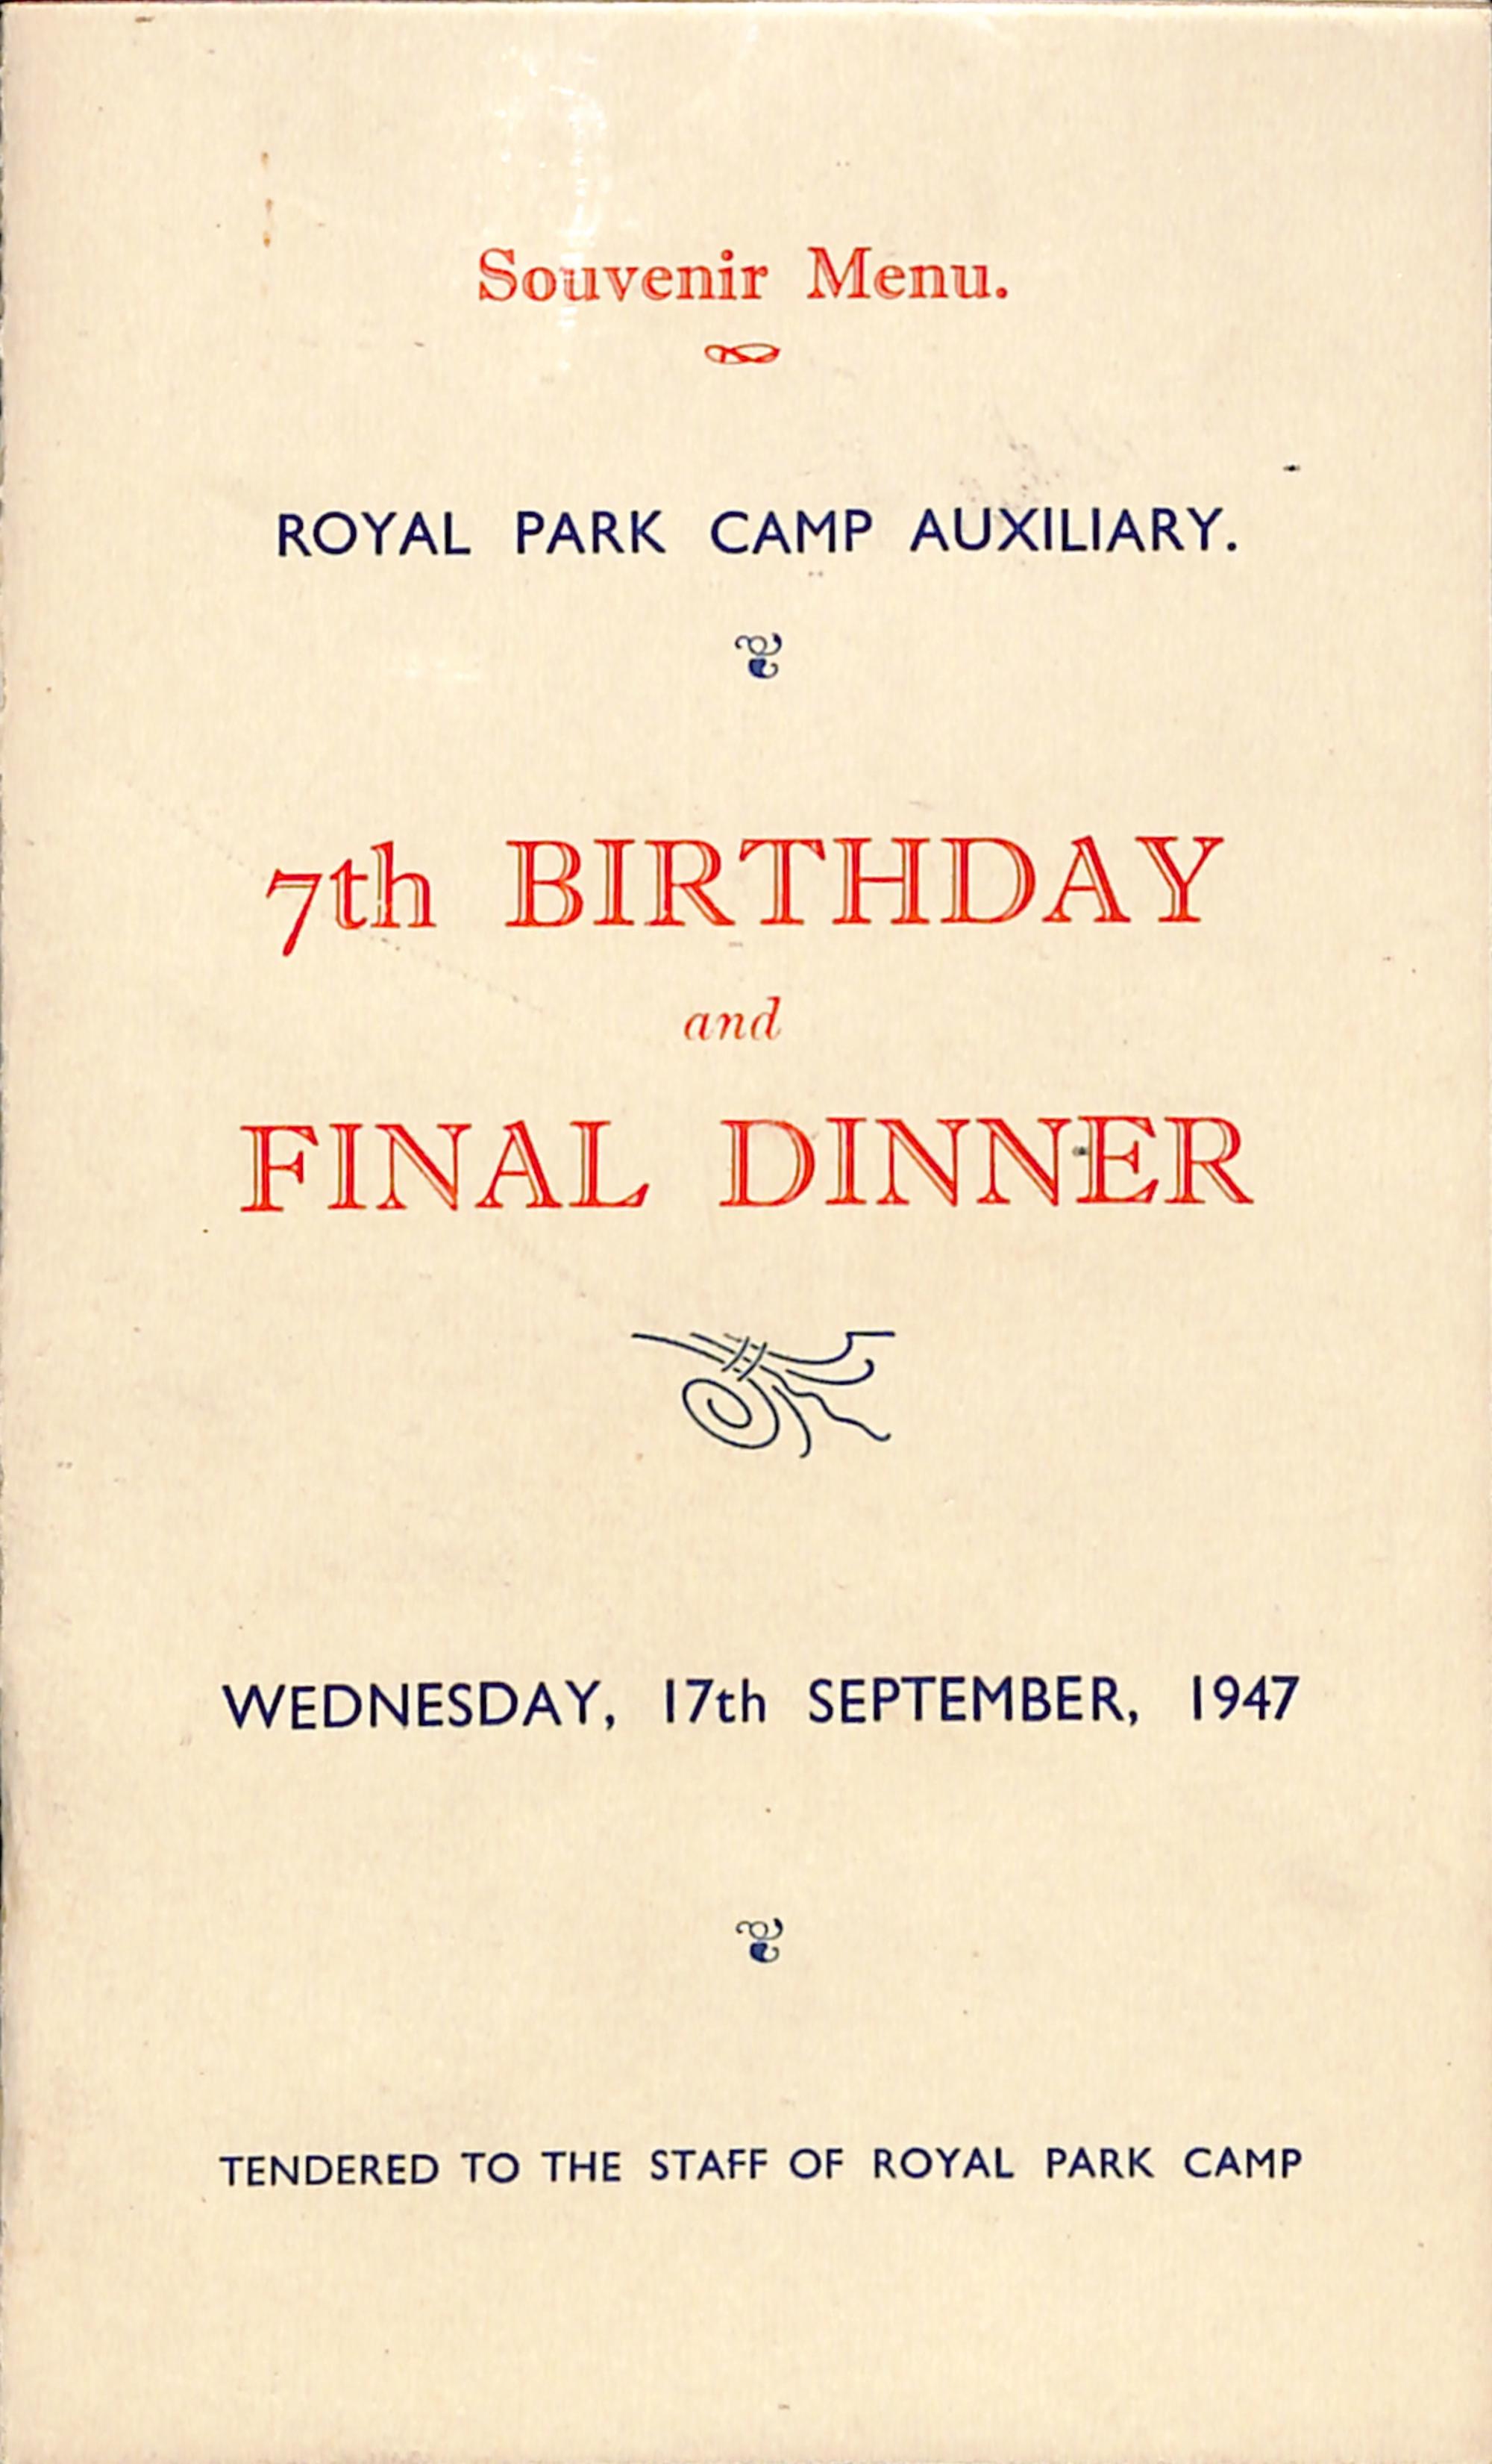 Souvenir Menu.
ROYAL PARK CAMP AUXILIARY.
7th BIRTHDAY
and
FINAL DINNER
WEDNESDAY, 17th SEPTEMBER, 1947
TENDERED TO THE STAFF OF ROYAL PARK CAMP